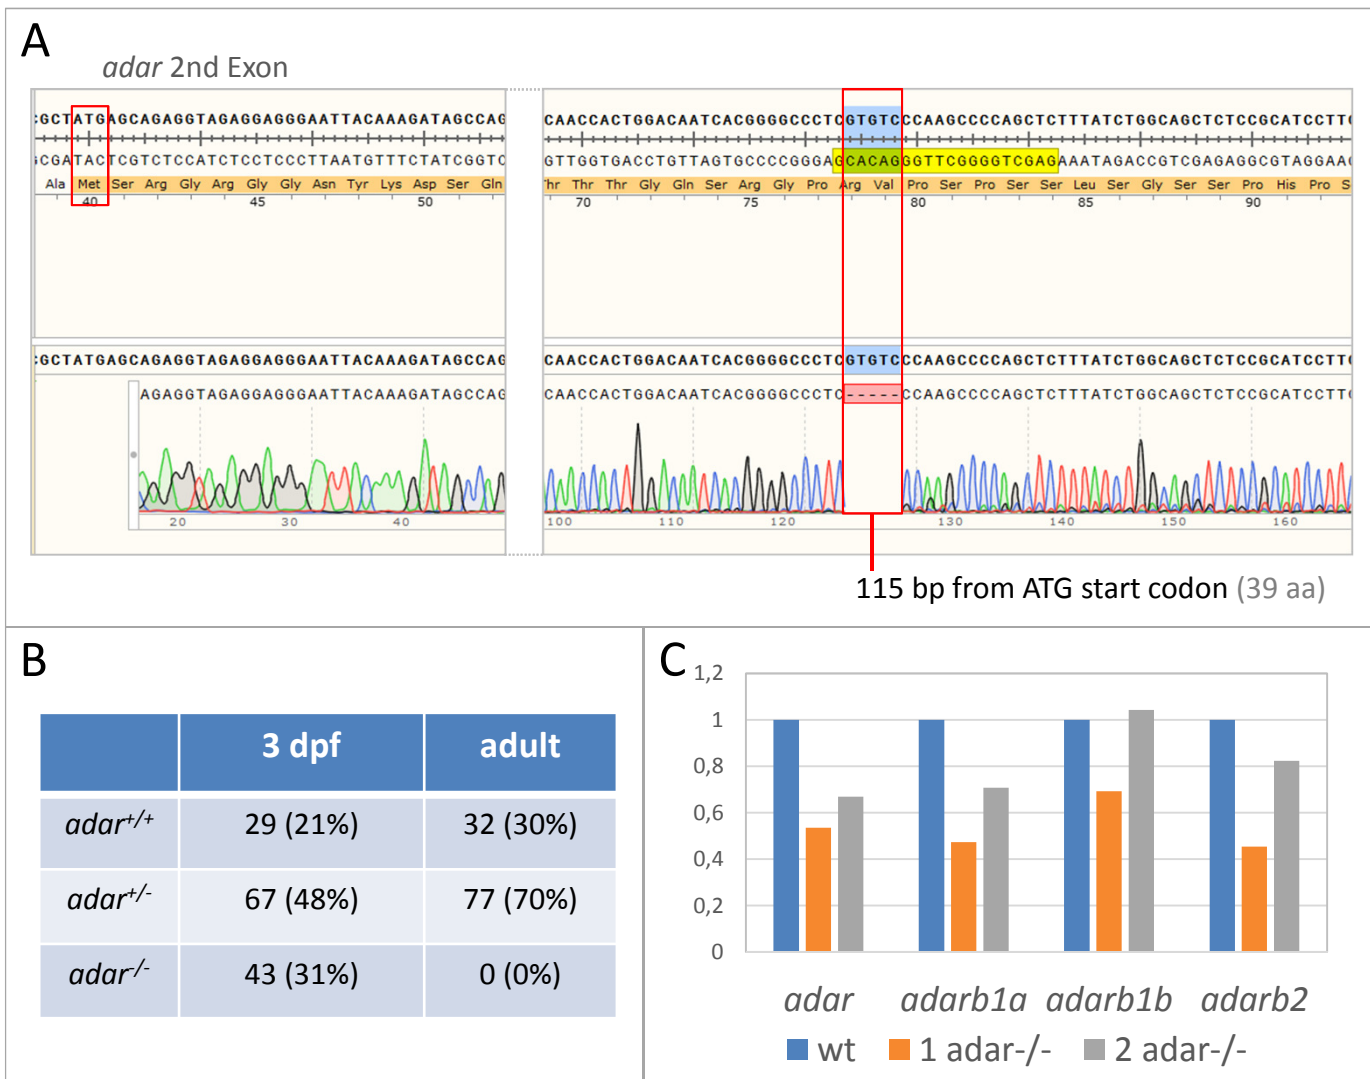 A
adar 2nd Exon
GCTATGAGCAGAGGTAGAGGAGGGAATTACAAAGATAGCCAG
CAACCACTGGACAATCACGGGGCCCTCGTGTCCCAAGCCCCAGCTCTTTATCTGGCAGCTCTCCGCATCCTT
GCGATACTCGTCTCCATCTCCTCCCTTAATGTTTCTATCGGTC
GTTGGTGACCTGTTAGTGCCCCGGGAGCACAGGGTTCGGGGTCGAGAAATAGACCGTCGAGAGGCGTAGGAA
Ala Met Ser Arg Gly Arg Gly Gly Asn Tyr Lys Asp Ser Gln
Thr Thr Thr Gly Gln Ser Arg Gly Pro Arg Val Pro Ser Pro Ser Ser Leu Ser Gly Ser Ser Pro His Pro S
40 45 50
70 75 80 85 90
GCTATGAGCAGAGGTAGAGGAGGGAATTACAAAGATAGCCAG
CAACCACTGGACAATCACGGGGCCCTCGTGTCCCAAGCCCCAGCTCTTTATCTGGCAGCTCTCCGCATCCTT
AGAGGTAGAGGAGGGAATTACAAAGATAGCCAG
CAACCACTGGACAATCACGGGGCCCTC-----CCAAGCCCCAGCTCTTTATCTGGCAGCTCTCCGCATCCTT
20 30 40
100 110 120 130 140 150 160
115 bp from ATG start codon (39 aa)
B
3 dpf adult
adar+/+ 29 (21%) 32 (30%)
adar+/- 67 (48%) 77 (70%)
adar-/- 43 (31%) 0 (0%)
C
1,2
1
0,8
0,6
0,4
0,2
0
adar adarb1a adarb1b adarb2
wt 1 adar-/- 2 adar-/-